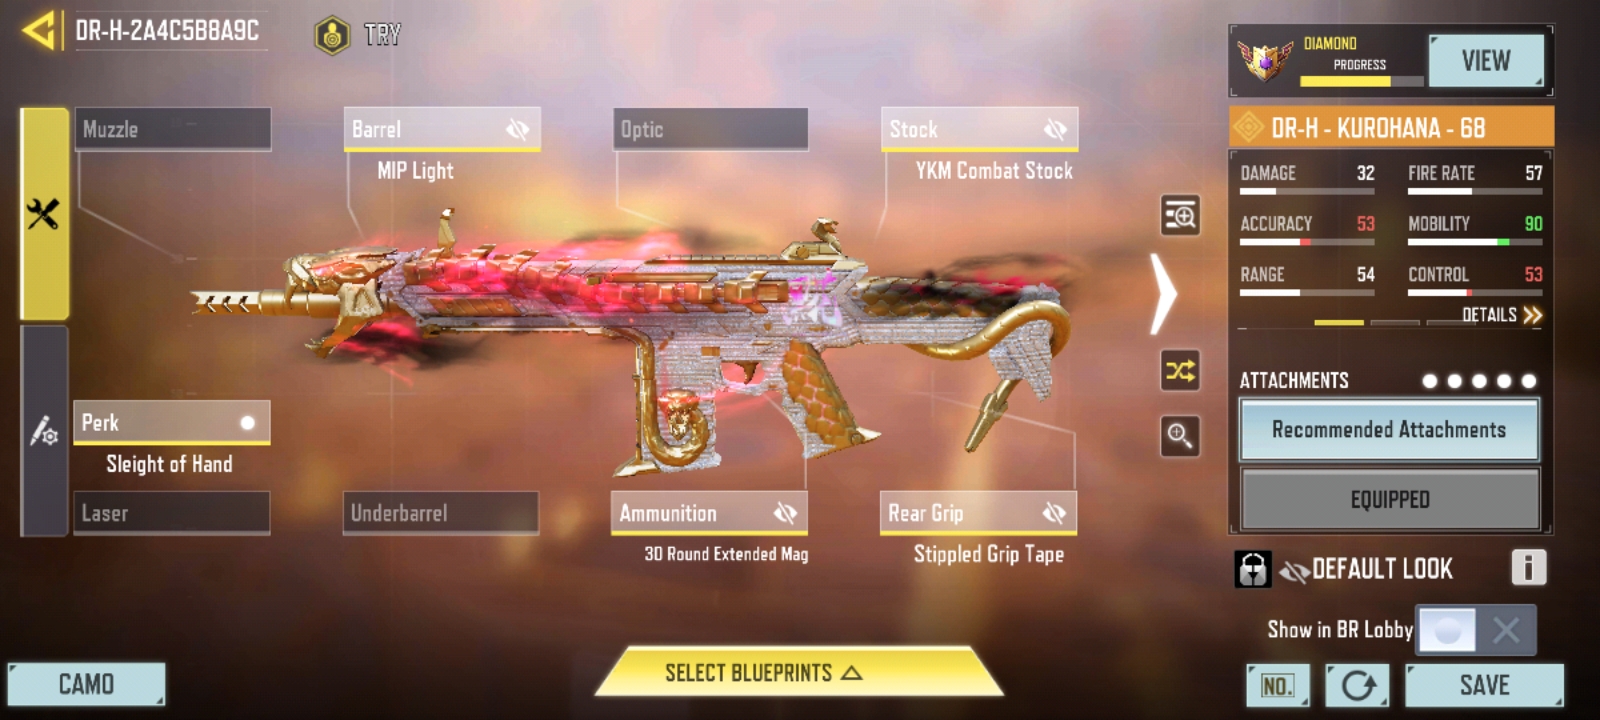 DR-H-2A4C5B8A9C
TRY
DIAMOND
PROGRESS
VIEW
Muzzle
Barrel
MIP Light
Optic
Stock
YKM Combat Stock
DR-H - KUROHANA - 68
DAMAGE 32 FIRE RATE 57
ACCURACY 53 MOBILITY 90
RANGE 54 CONTROL 53
DETAILS
ATTACHMENTS
Recommended Attachments
EQUIPPED
Perk
Sleight of Hand
Laser
Underbarrel
Ammunition
30 Round Extended Mag
Rear Grip
Stippled Grip Tape
DEFAULT LOOK
i
Show in BR Lobby
CAMO
SELECT BLUEPRINTS
NO.
SAVE